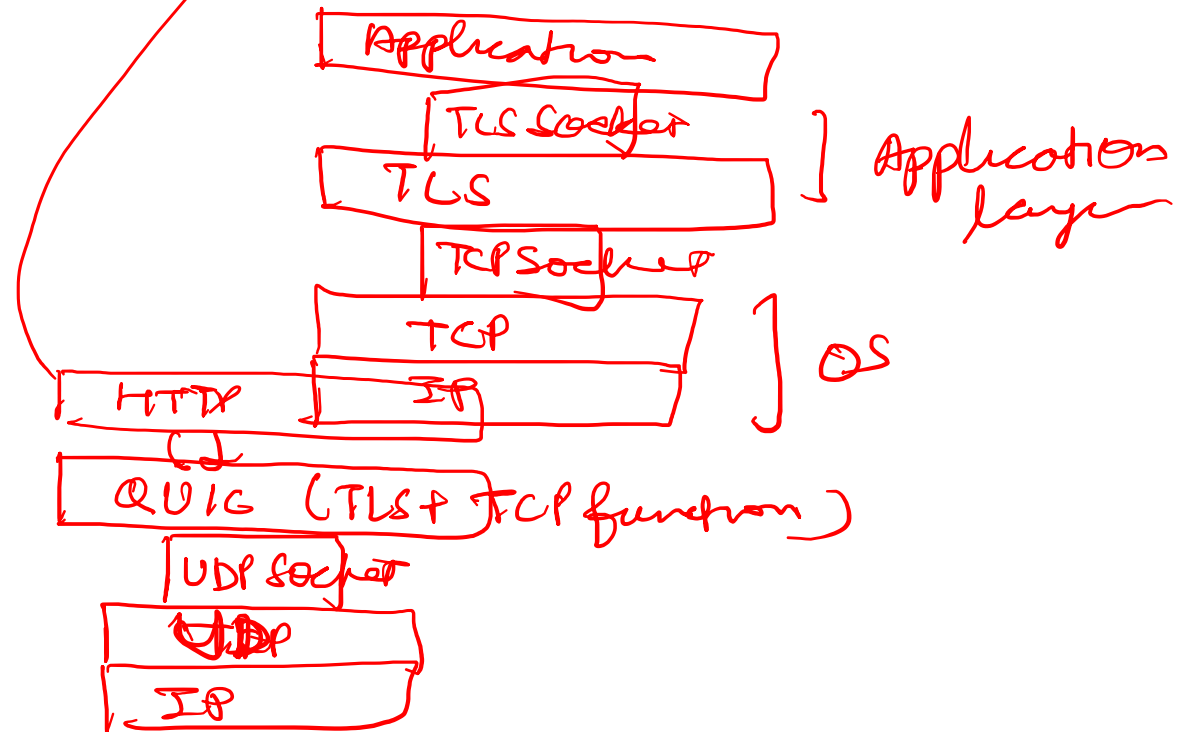 Application
TLS Socket
TLS
Application
layer
TCP Socket
TCP
IP
OS
HTTP
QUIC (TLS + TCP function)
UDP Socket
UDP
IP